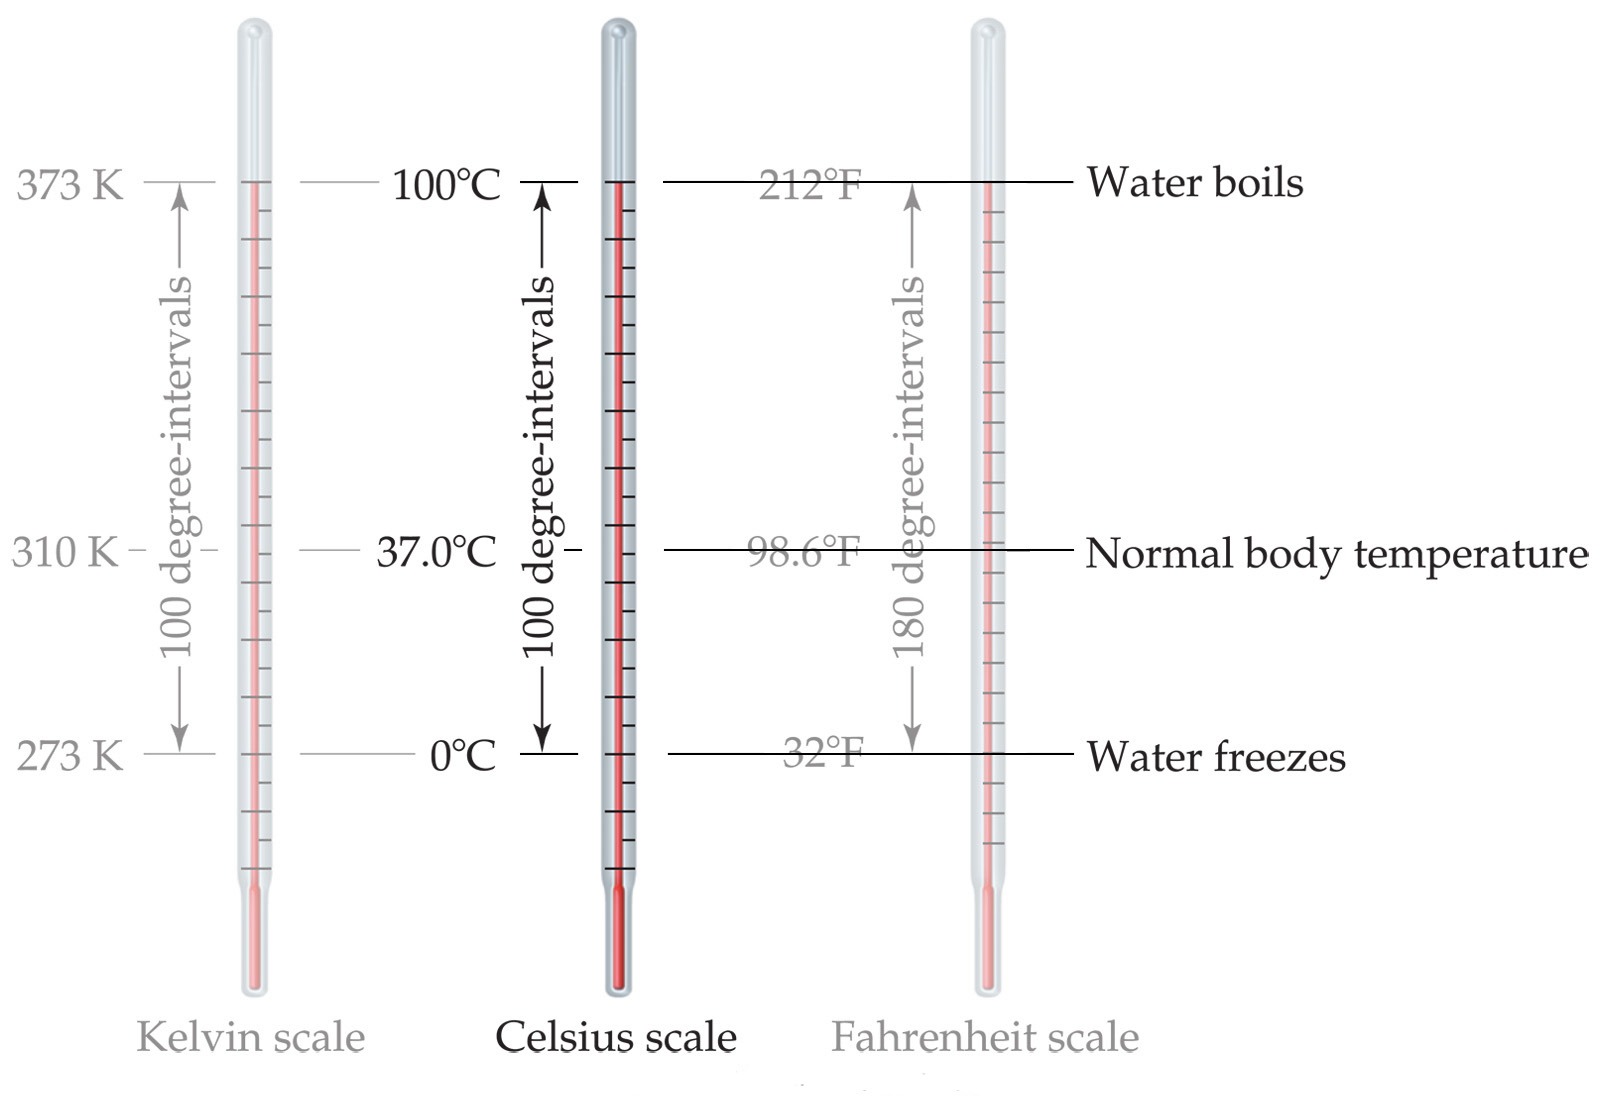 373 K
100°C
212°F
Water boils
100 degree-intervals
100 degree-intervals
180 degree-intervals
310 K
37.0°C
98.6°F
Normal body temperature
273 K
0°C
32°F
Water freezes
Kelvin scale
Celsius scale
Fahrenheit scale